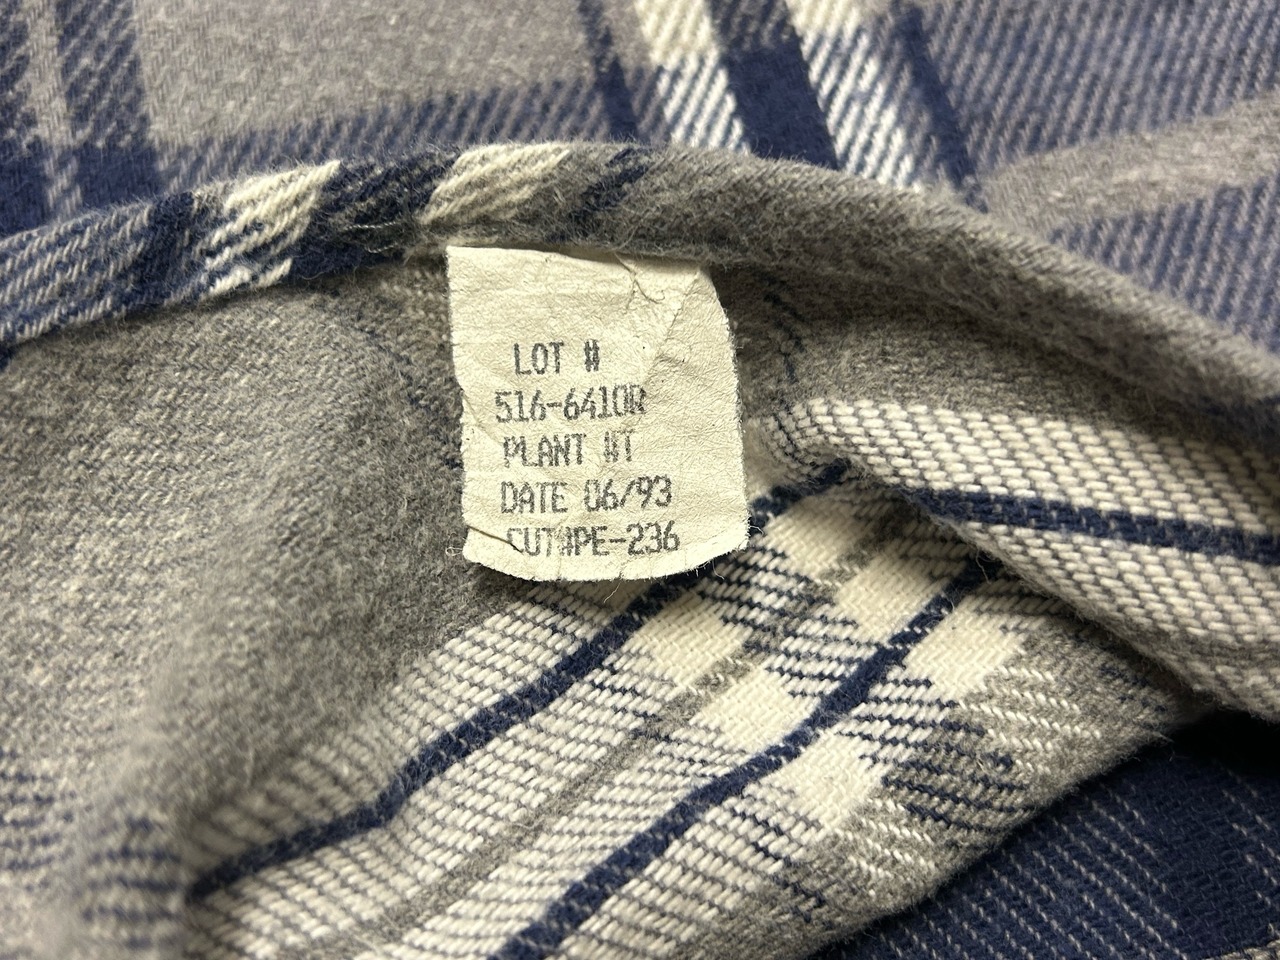 LOT #
516-6410R
PLANT #T
DATE 06/93
CUT#PE-236